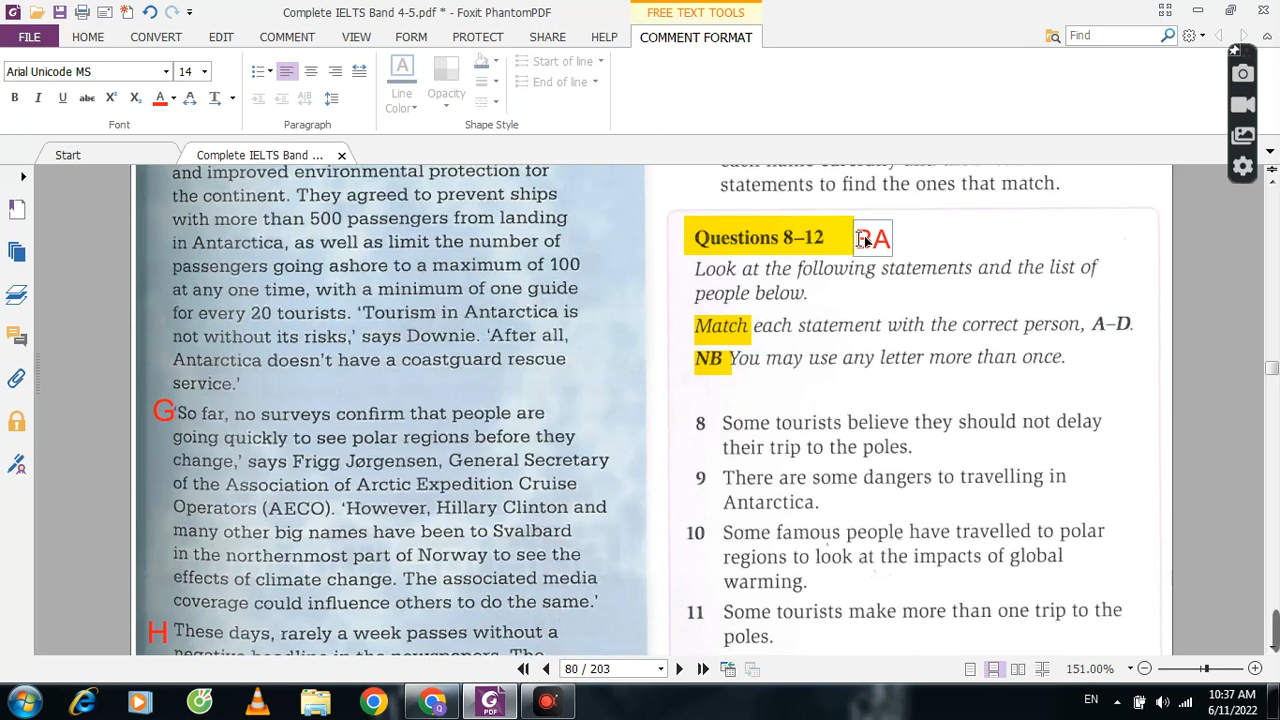 Complete IELTS Band 4-5.pdf * - Foxit PhantomPDF
FREE TEXT TOOLS
FILE
HOME
CONVERT
EDIT
COMMENT
VIEW
FORM
PROTECT
SHARE
HELP
COMMENT FORMAT
Find
Arial Unicode MS
14
Start of line
End of line
Line
Color
Opacity
Font
Paragraph
Shape Style
Start
Complete IELTS Band ...
and improved environmental protection for
the continent. They agreed to prevent ships
with more than 500 passengers from landing
in Antarctica, as well as limit the number of
passengers going ashore to a maximum of 100
at any one time, with a minimum of one guide
for every 20 tourists. ‘Tourism in Antarctica is
not without its risks,’ says Downie. ‘After all,
Antarctica doesn’t have a coastguard rescue
service.’
G ‘So far, no surveys confirm that people are
going quickly to see polar regions before they
change,’ says Frigg Jørgensen, General Secretary
of the Association of Arctic Expedition Cruise
Operators (AECO). ‘However, Hillary Clinton and
many other big names have been to Svalbard
in the northernmost part of Norway to see the
effects of climate change. The associated media
coverage could influence others to do the same.’
H These days, rarely a week passes without a
negative headline in the newspapers. The
statements to find the ones that match.
Questions 8–12
Look at the following statements and the list of
people below.
Match each statement with the correct person, A–D.
NB You may use any letter more than once.
8 Some tourists believe they should not delay
their trip to the poles.
9 There are some dangers to travelling in
Antarctica.
10 Some famous people have travelled to polar
regions to look at the impacts of global
warming.
11 Some tourists make more than one trip to the
poles.
80 / 203
151.00%
EN
10:37 AM
6/11/2022